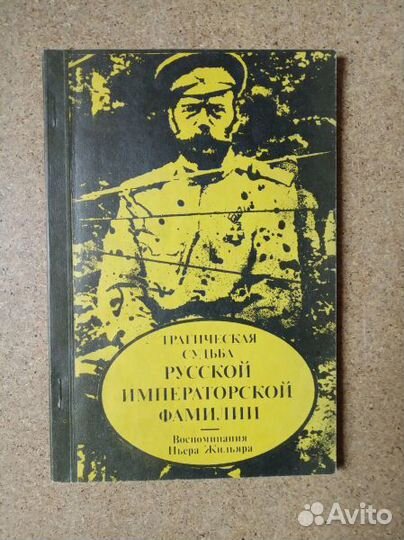 ТРАГИЧЕСКАЯ
СУДЬБА
РУССКОЙ
ИМПЕРАТОРСКОЙ
ФАМИЛИИ
Воспоминания
Пьера Жильяра
Avito